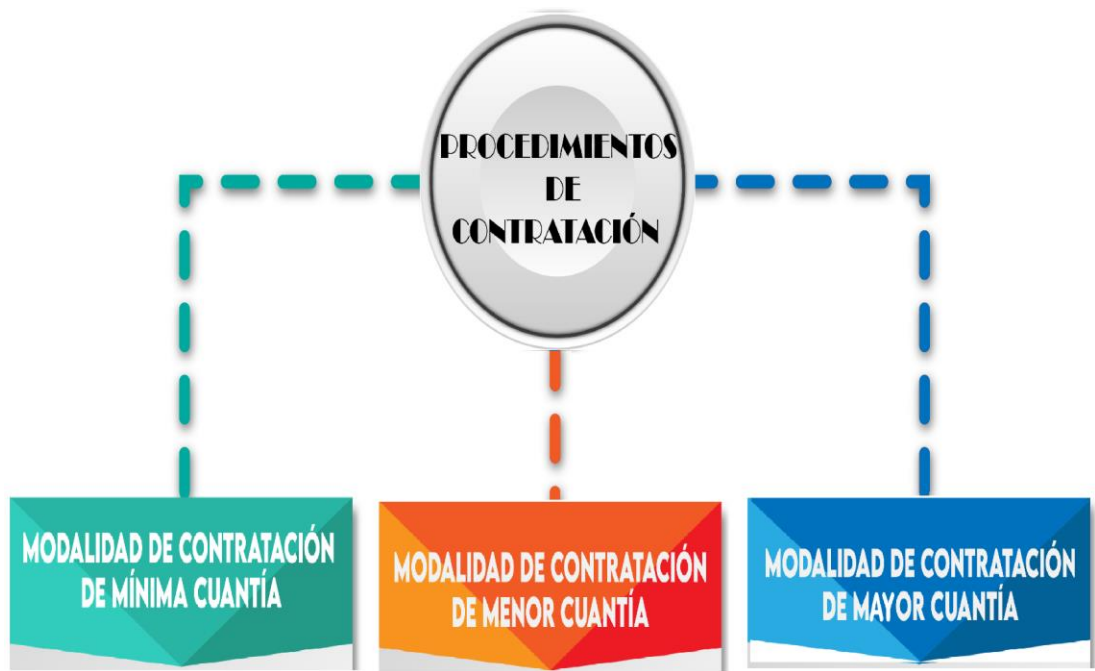 PROCEDIMIENTOS
DE
CONTRATACIÓN
MODALIDAD DE CONTRATACIÓN
DE MÍNIMA CUANTÍA
MODALIDAD DE CONTRATACIÓN
DE MENOR CUANTÍA
MODALIDAD DE CONTRATACIÓN
DE MAYOR CUANTÍA